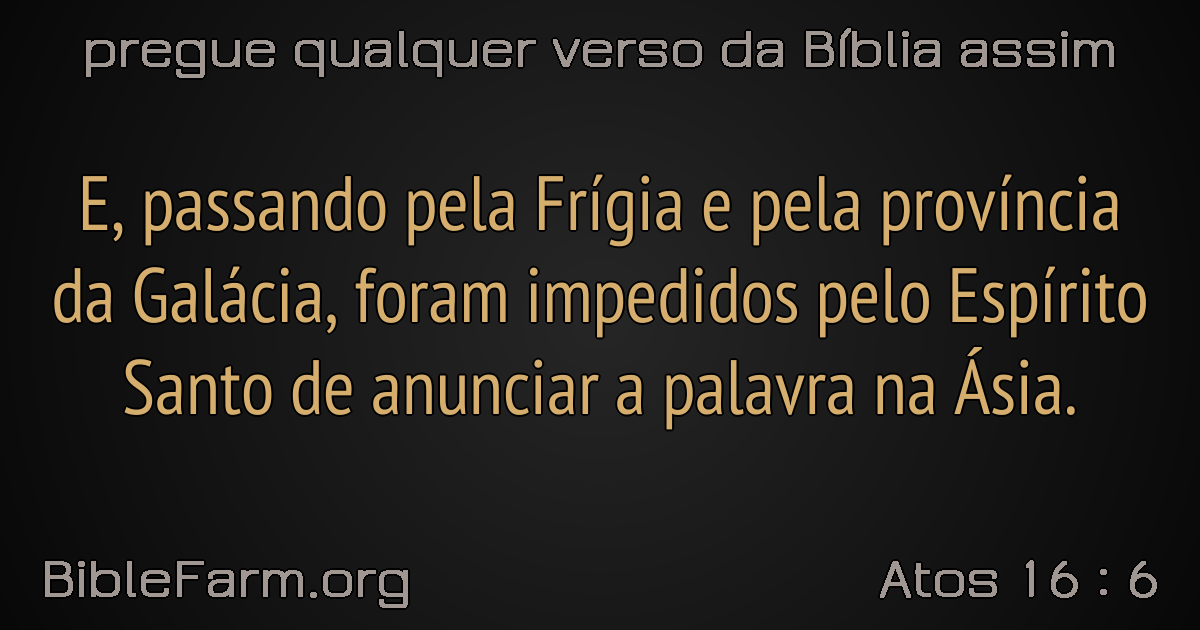 pregue qualquer verso da Bíblia assim
E, passando pela Frígia e pela província
da Galácia, foram impedidos pelo Espírito
Santo de anunciar a palavra na Ásia.
BibleFarm.org
Atos 16 : 6